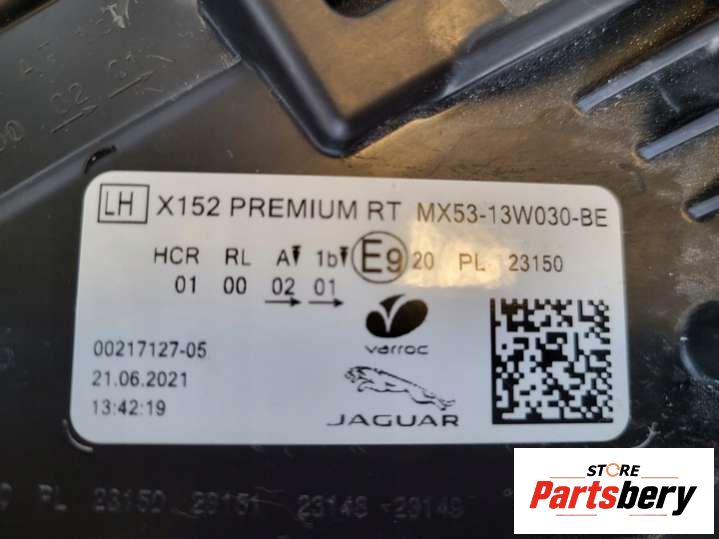 LH X152 PREMIUM RT MX53-13W030-BE
HCR RL A 1b E9 20 PL 23150
01 00 02 01
varroc
00217127-05
21.06.2021
13:42:19
JAGUAR
PL 23150 23151 23148 23149
STORE
Partsbery